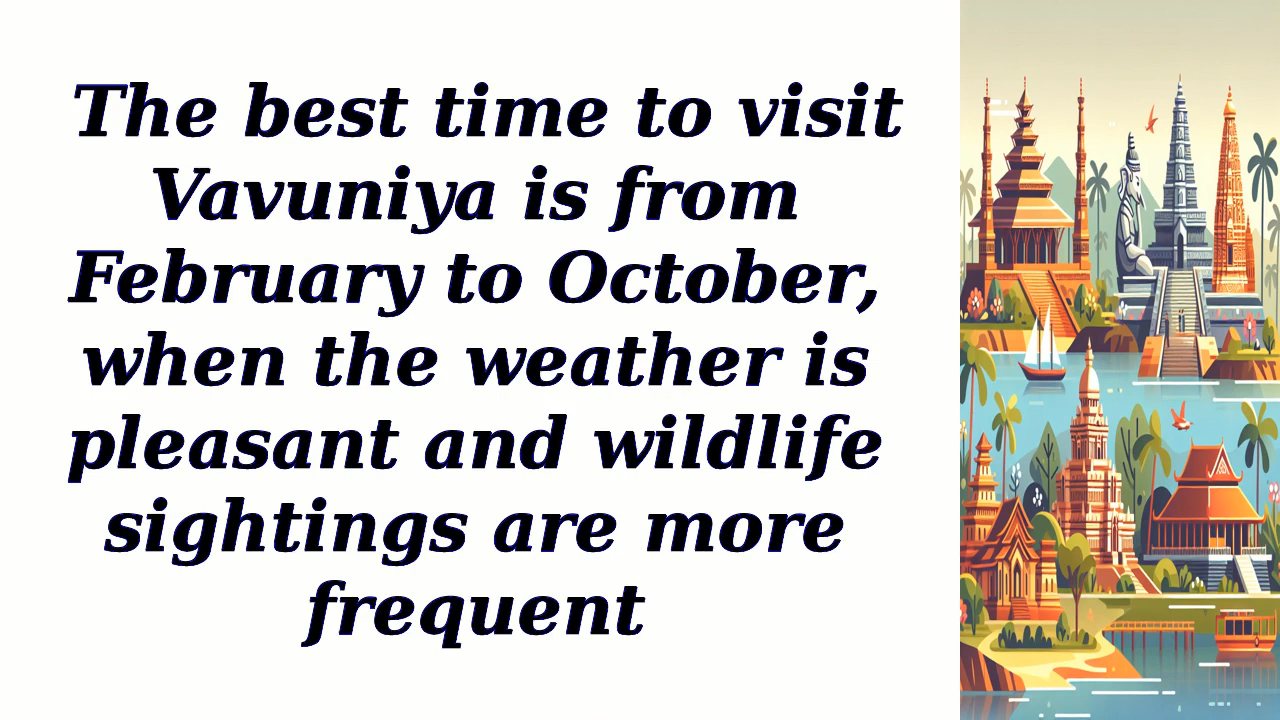 The best time to visit
Vavuniya is from
February to October,
when the weather is
pleasant and wildlife
sightings are more
frequent